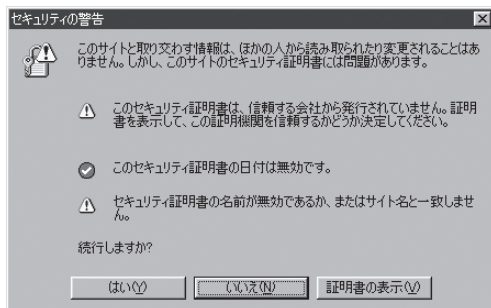 セキュリティの警告
このサイトと取り交わす情報は、ほかの人から読み取られたり変更されることはあ
りません。しかし、このサイトのセキュリティ証明書には問題があります。
このセキュリティ証明書は、信頼する会社から発行されていません。証明
書を表示して、この証明機関を信頼するかどうか決定してください。
このセキュリティ証明書の日付は無効です。
セキュリティ証明書の名前が無効であるか、またはサイト名と一致しませ
ん。
続行しますか?
はい(Y)
いいえ(N)
証明書の表示(V)